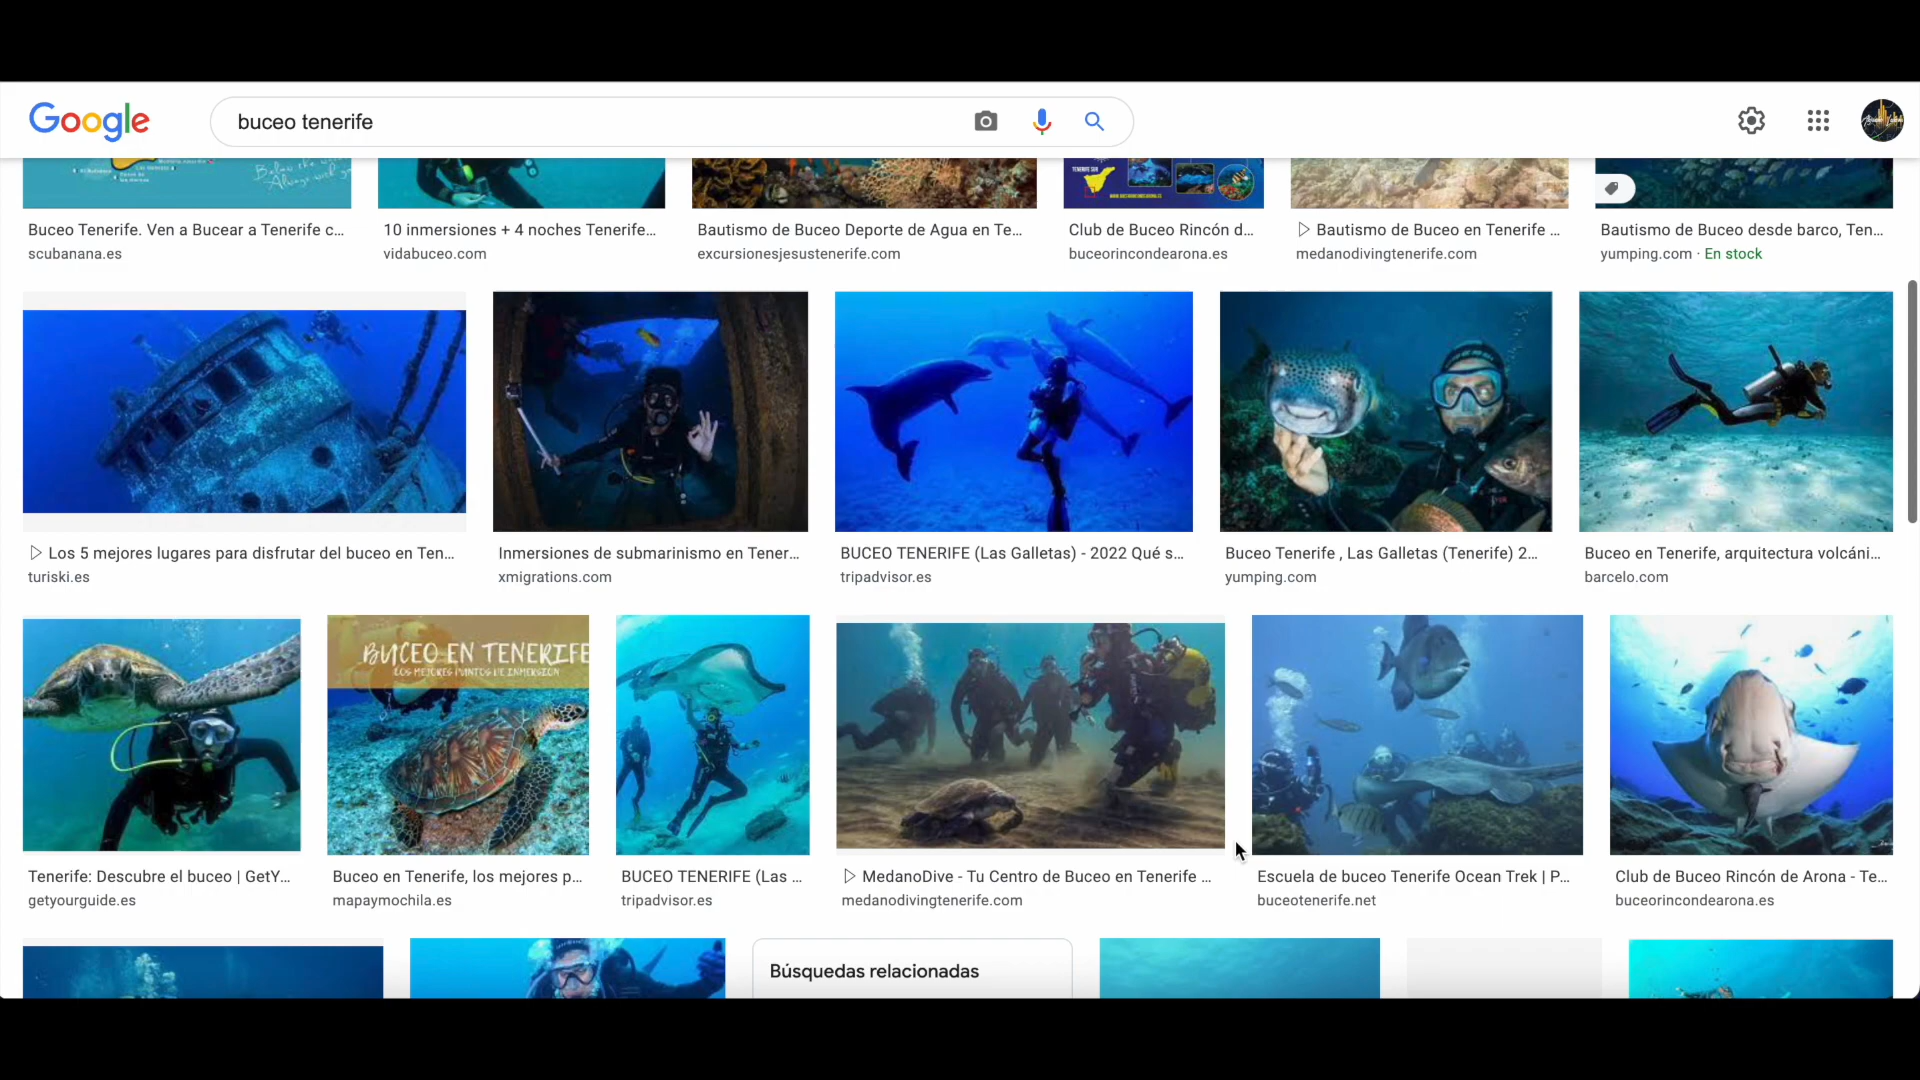 Google
buceo tenerife
Buceo Tenerife. Ven a Bucear a Tenerife c...
scubanana.es
10 inmersiones + 4 noches Tenerife...
vidabuceo.com
Bautismo de Buceo Deporte de Agua en Te...
excursionesjesustenerife.com
TENERIFE SUR
Club de Buceo Rincón d...
buceorincondearona.es
Bautismo de Buceo en Tenerife ...
medanodivingtenerife.com
Bautismo de Buceo desde barco, Ten...
yumping.com · En stock
Los 5 mejores lugares para disfrutar del buceo en Ten...
turiski.es
Inmersiones de submarinismo en Tener...
xmigrations.com
BUCEO TENERIFE (Las Galletas) - 2022 Qué s...
tripadvisor.es
Buceo Tenerife , Las Galletas (Tenerife) 2...
yumping.com
Buceo en Tenerife, arquitectura volcáni...
barcelo.com
BUCEO EN TENERIFE
LOS MEJORES PUNTOS DE INMERSION
Tenerife: Descubre el buceo | GetY...
getyourguide.es
Buceo en Tenerife, los mejores p...
mapaymochila.es
BUCEO TENERIFE (Las ...
tripadvisor.es
MedanoDive - Tu Centro de Buceo en Tenerife ...
medanodivingtenerife.com
Escuela de buceo Tenerife Ocean Trek | P...
buceotenerife.net
Club de Buceo Rincón de Arona - Te...
buceorincondearona.es
Búsquedas relacionadas